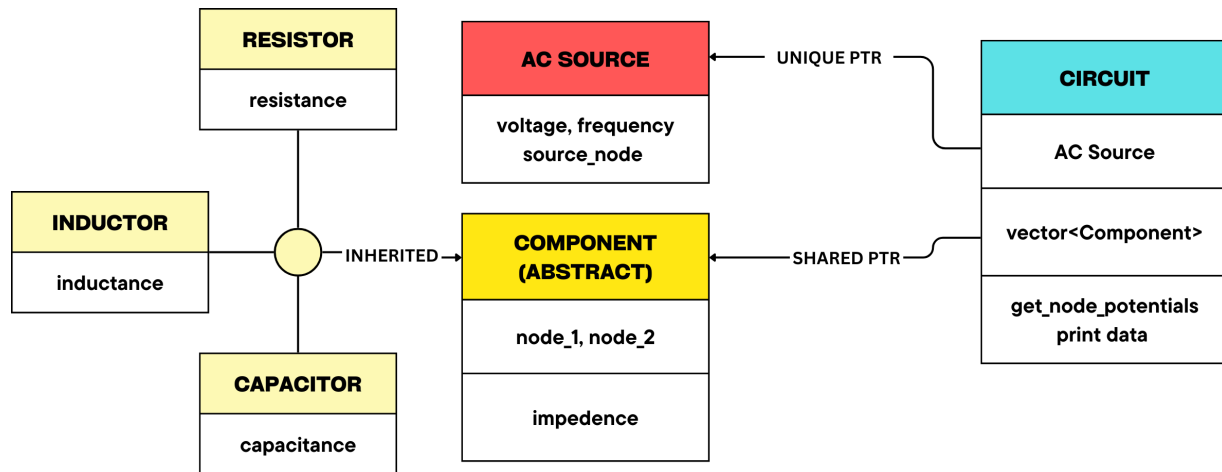 RESISTOR
resistance
INDUCTOR
inductance
CAPACITOR
capacitance
INHERITED
AC SOURCE
voltage, frequency
source_node
COMPONENT
(ABSTRACT)
node_1, node_2
impedence
UNIQUE PTR
SHARED PTR
CIRCUIT
AC Source
vector<Component>
get_node_potentials
print data